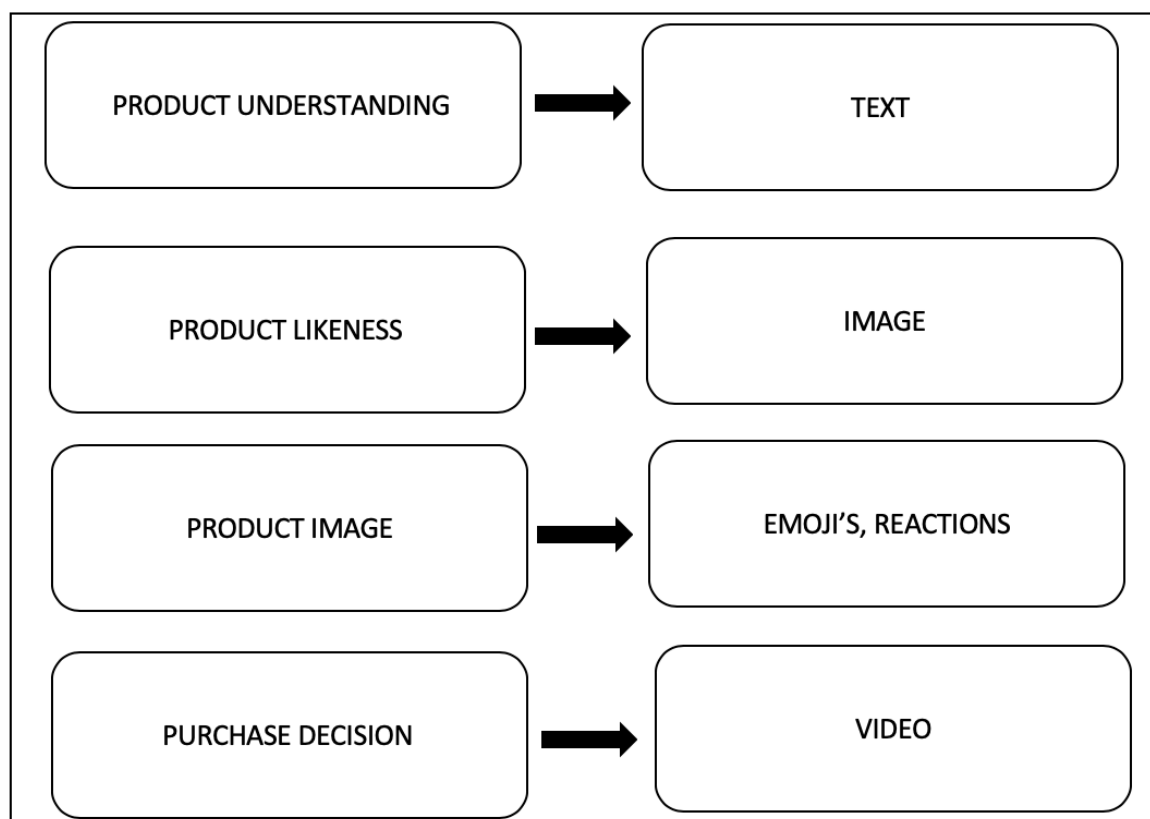 PRODUCT UNDERSTANDING
TEXT
PRODUCT LIKENESS
IMAGE
PRODUCT IMAGE
EMOJI’S, REACTIONS
PURCHASE DECISION
VIDEO